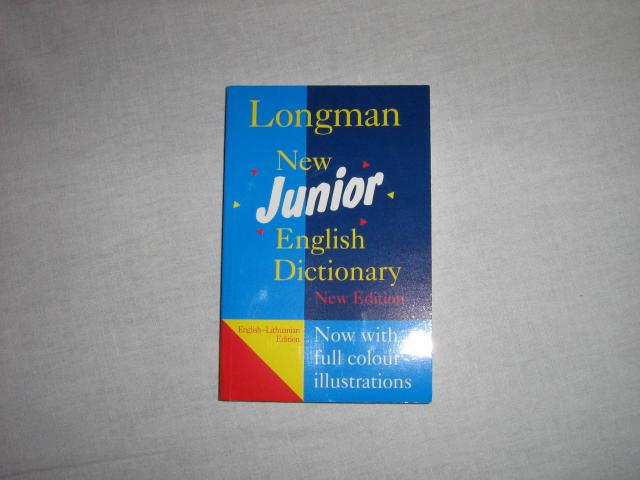 Longman
New
Junior
English
Dictionary
New Edition
English–Lithuanian
Edition
Now with
full colour
illustrations